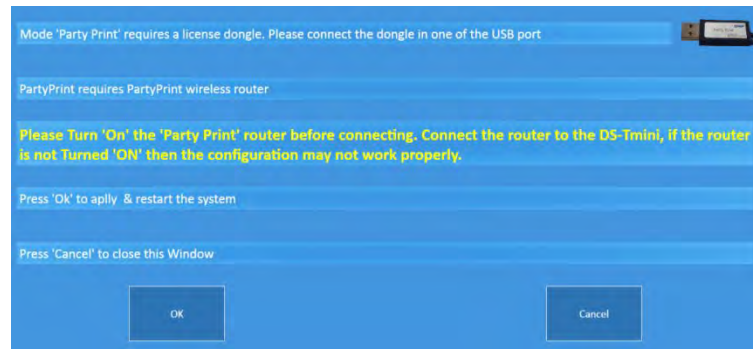 Mode 'Party Print' requires a license dongle. Please connect the dongle in one of the USB port
PartyPrint requires PartyPrint wireless router
Please Turn 'On' the 'Party Print' router before connecting. Connect the router to the DS-Tmini, if the router
is not Turned 'ON' then the configuration may not work properly.
Press 'Ok' to aplly & restart the system
Press 'Cancel' to close this Window
OK
Cancel